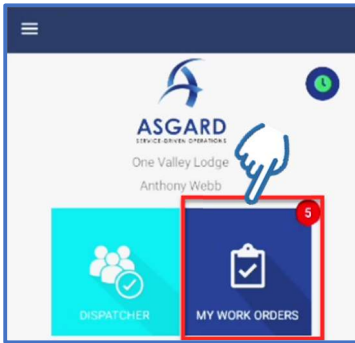 ASGARD
SERVICE-DRIVEN OPERATIONS
One Valley Lodge
Anthony Webb
5
DISPATCHER
MY WORK ORDERS